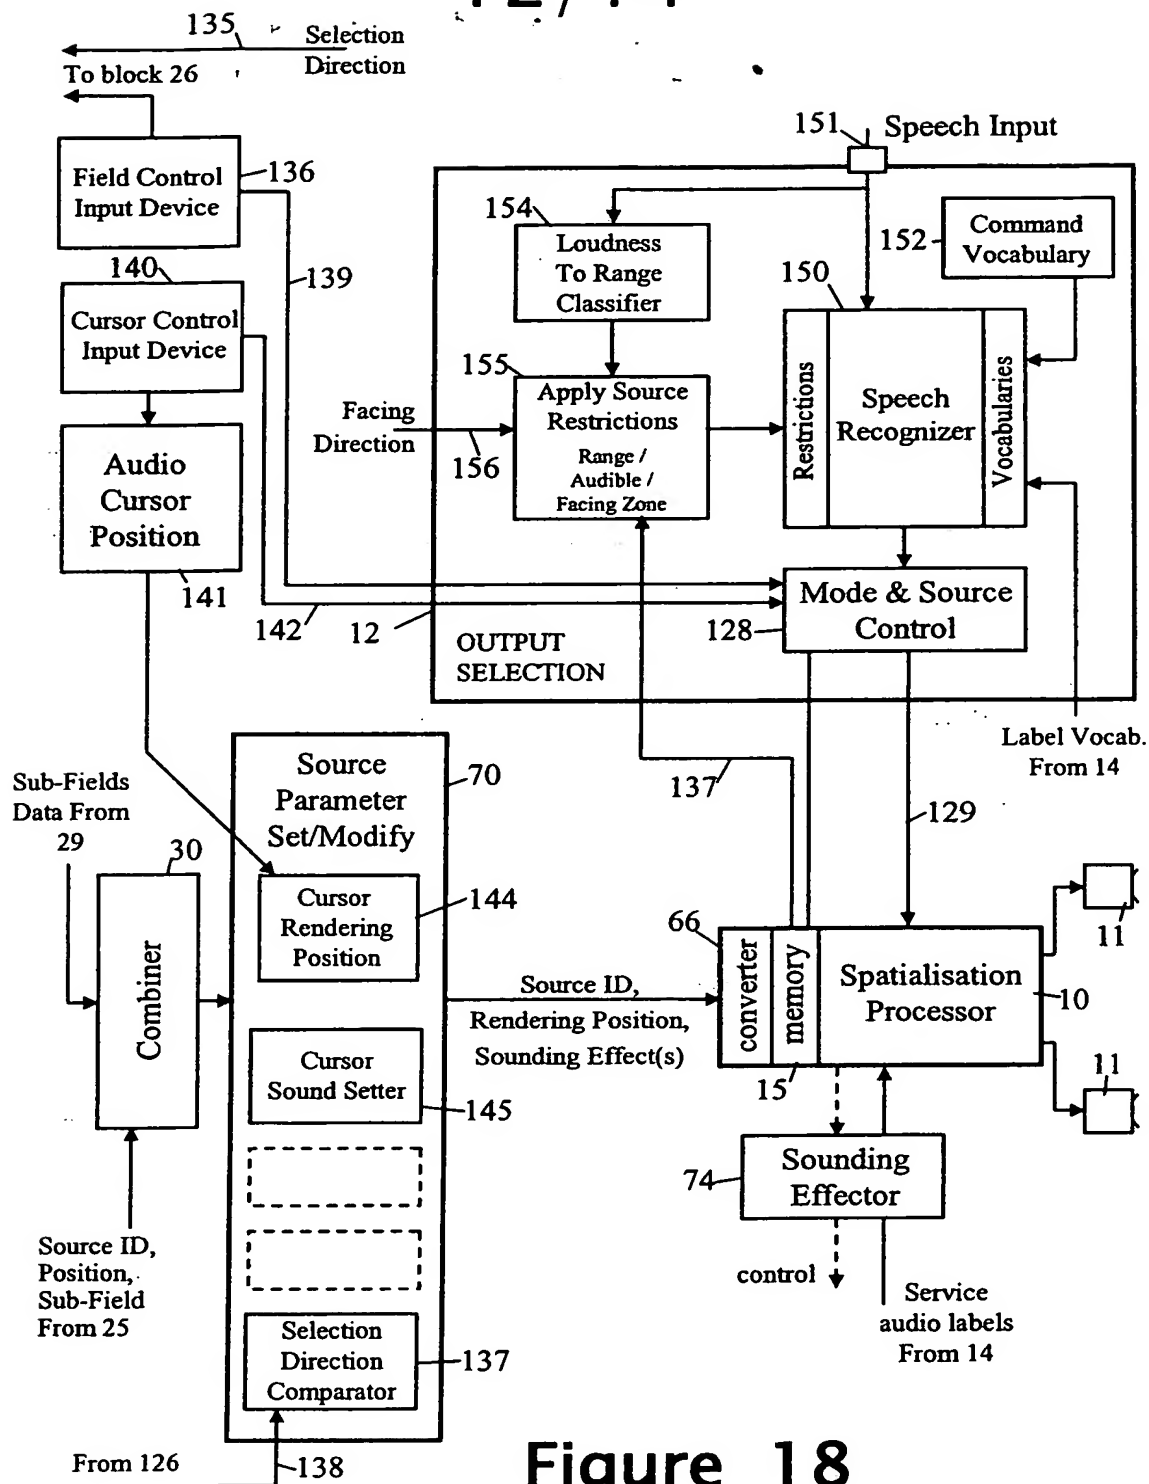 12/14
135
Selection
Direction
To block 26
Field Control
Input Device
136
140
139
Cursor Control
Input Device
Audio
Cursor
Position
141
142
12
151
Speech Input
154
Loudness
To Range
Classifier
152
Command
Vocabulary
150
155
Apply Source
Restrictions
Range /
Audible /
Facing Zone
Facing
Direction
156
Restrictions
Speech
Recognizer
Vocabularies
Mode & Source
Control
128
OUTPUT
SELECTION
Label Vocab.
From 14
137
129
Sub-Fields
Data From
29
30
Combiner
Source
Parameter
Set/Modify
70
Cursor
Rendering
Position
144
Cursor
Sound Setter
145
Selection
Direction
Comparator
137
Source ID,
Position,
Sub-Field
From 25
From 126
138
Source ID,
Rendering Position,
Sounding Effect(s)
66
converter
memory
Spatialisation
Processor
10
15
11
11
74
Sounding
Effector
control
Service
audio labels
From 14
Figure 18